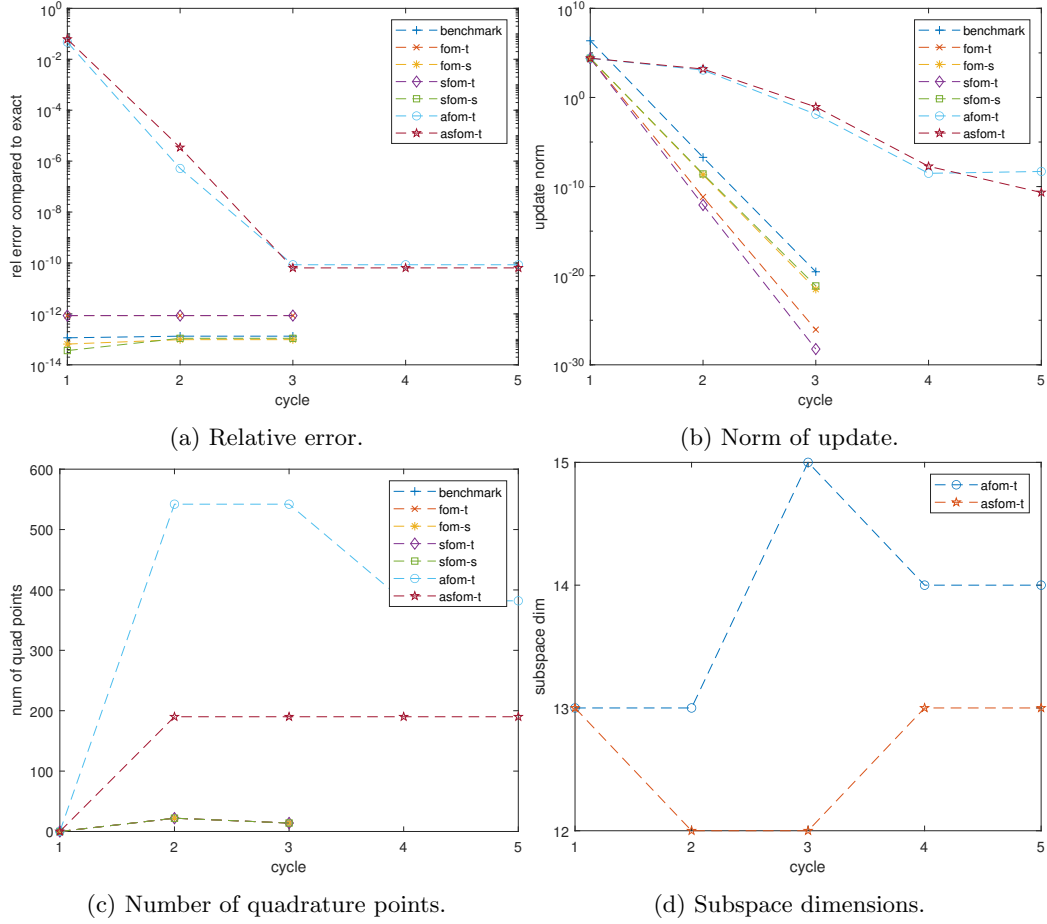 10^0
10^-2
10^-4
10^-6
10^-8
10^-10
10^-12
10^-14
rel error compared to exact
1 2 3 4 5
cycle
benchmark
fom-t
fom-s
sfom-t
sfom-s
afom-t
asfom-t
(a) Relative error.
10^10
10^0
10^-10
10^-20
10^-30
update norm
1 2 3 4 5
cycle
benchmark
fom-t
fom-s
sfom-t
sfom-s
afom-t
asfom-t
(b) Norm of update.
600
500
400
300
200
100
0
num of quad points
1 2 3 4 5
cycle
benchmark
fom-t
fom-s
sfom-t
sfom-s
afom-t
asfom-t
(c) Number of quadrature points.
15
14
13
12
subspace dim
1 2 3 4 5
cycle
afom-t
asfom-t
(d) Subspace dimensions.